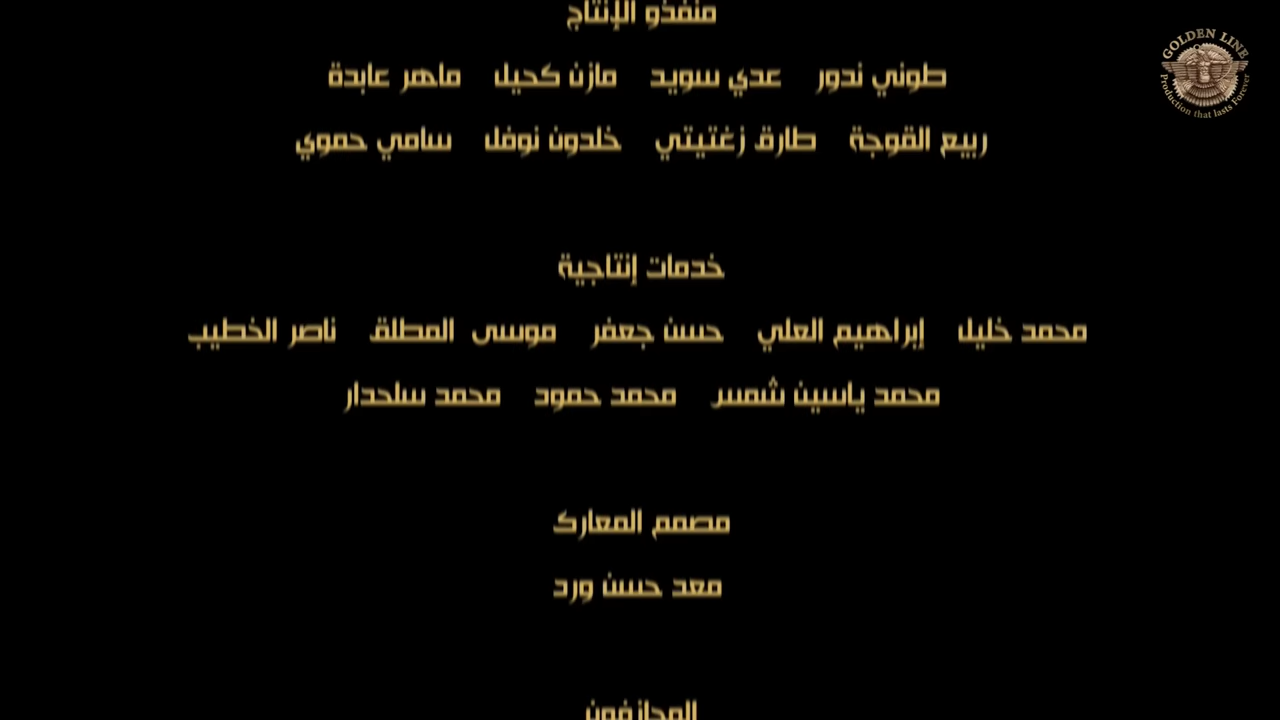 منفذو الإنتاج
GOLDEN LINE
Production that lasts Forever
طوني ندور عدي سويد مازن كحيل ماهر عابدة
ربيع القوجة طارق زغتيتي خلدون نوفل سامي حموي
خدمات إنتاجية
محمد خليل إبراهيم العلي حسن جعفر موسى المطلق ناصر الخطيب
محمد ياسين شمس محمد حمود محمد سلحدار
مصمم المعارك
معد حسن ورد
المجازفون